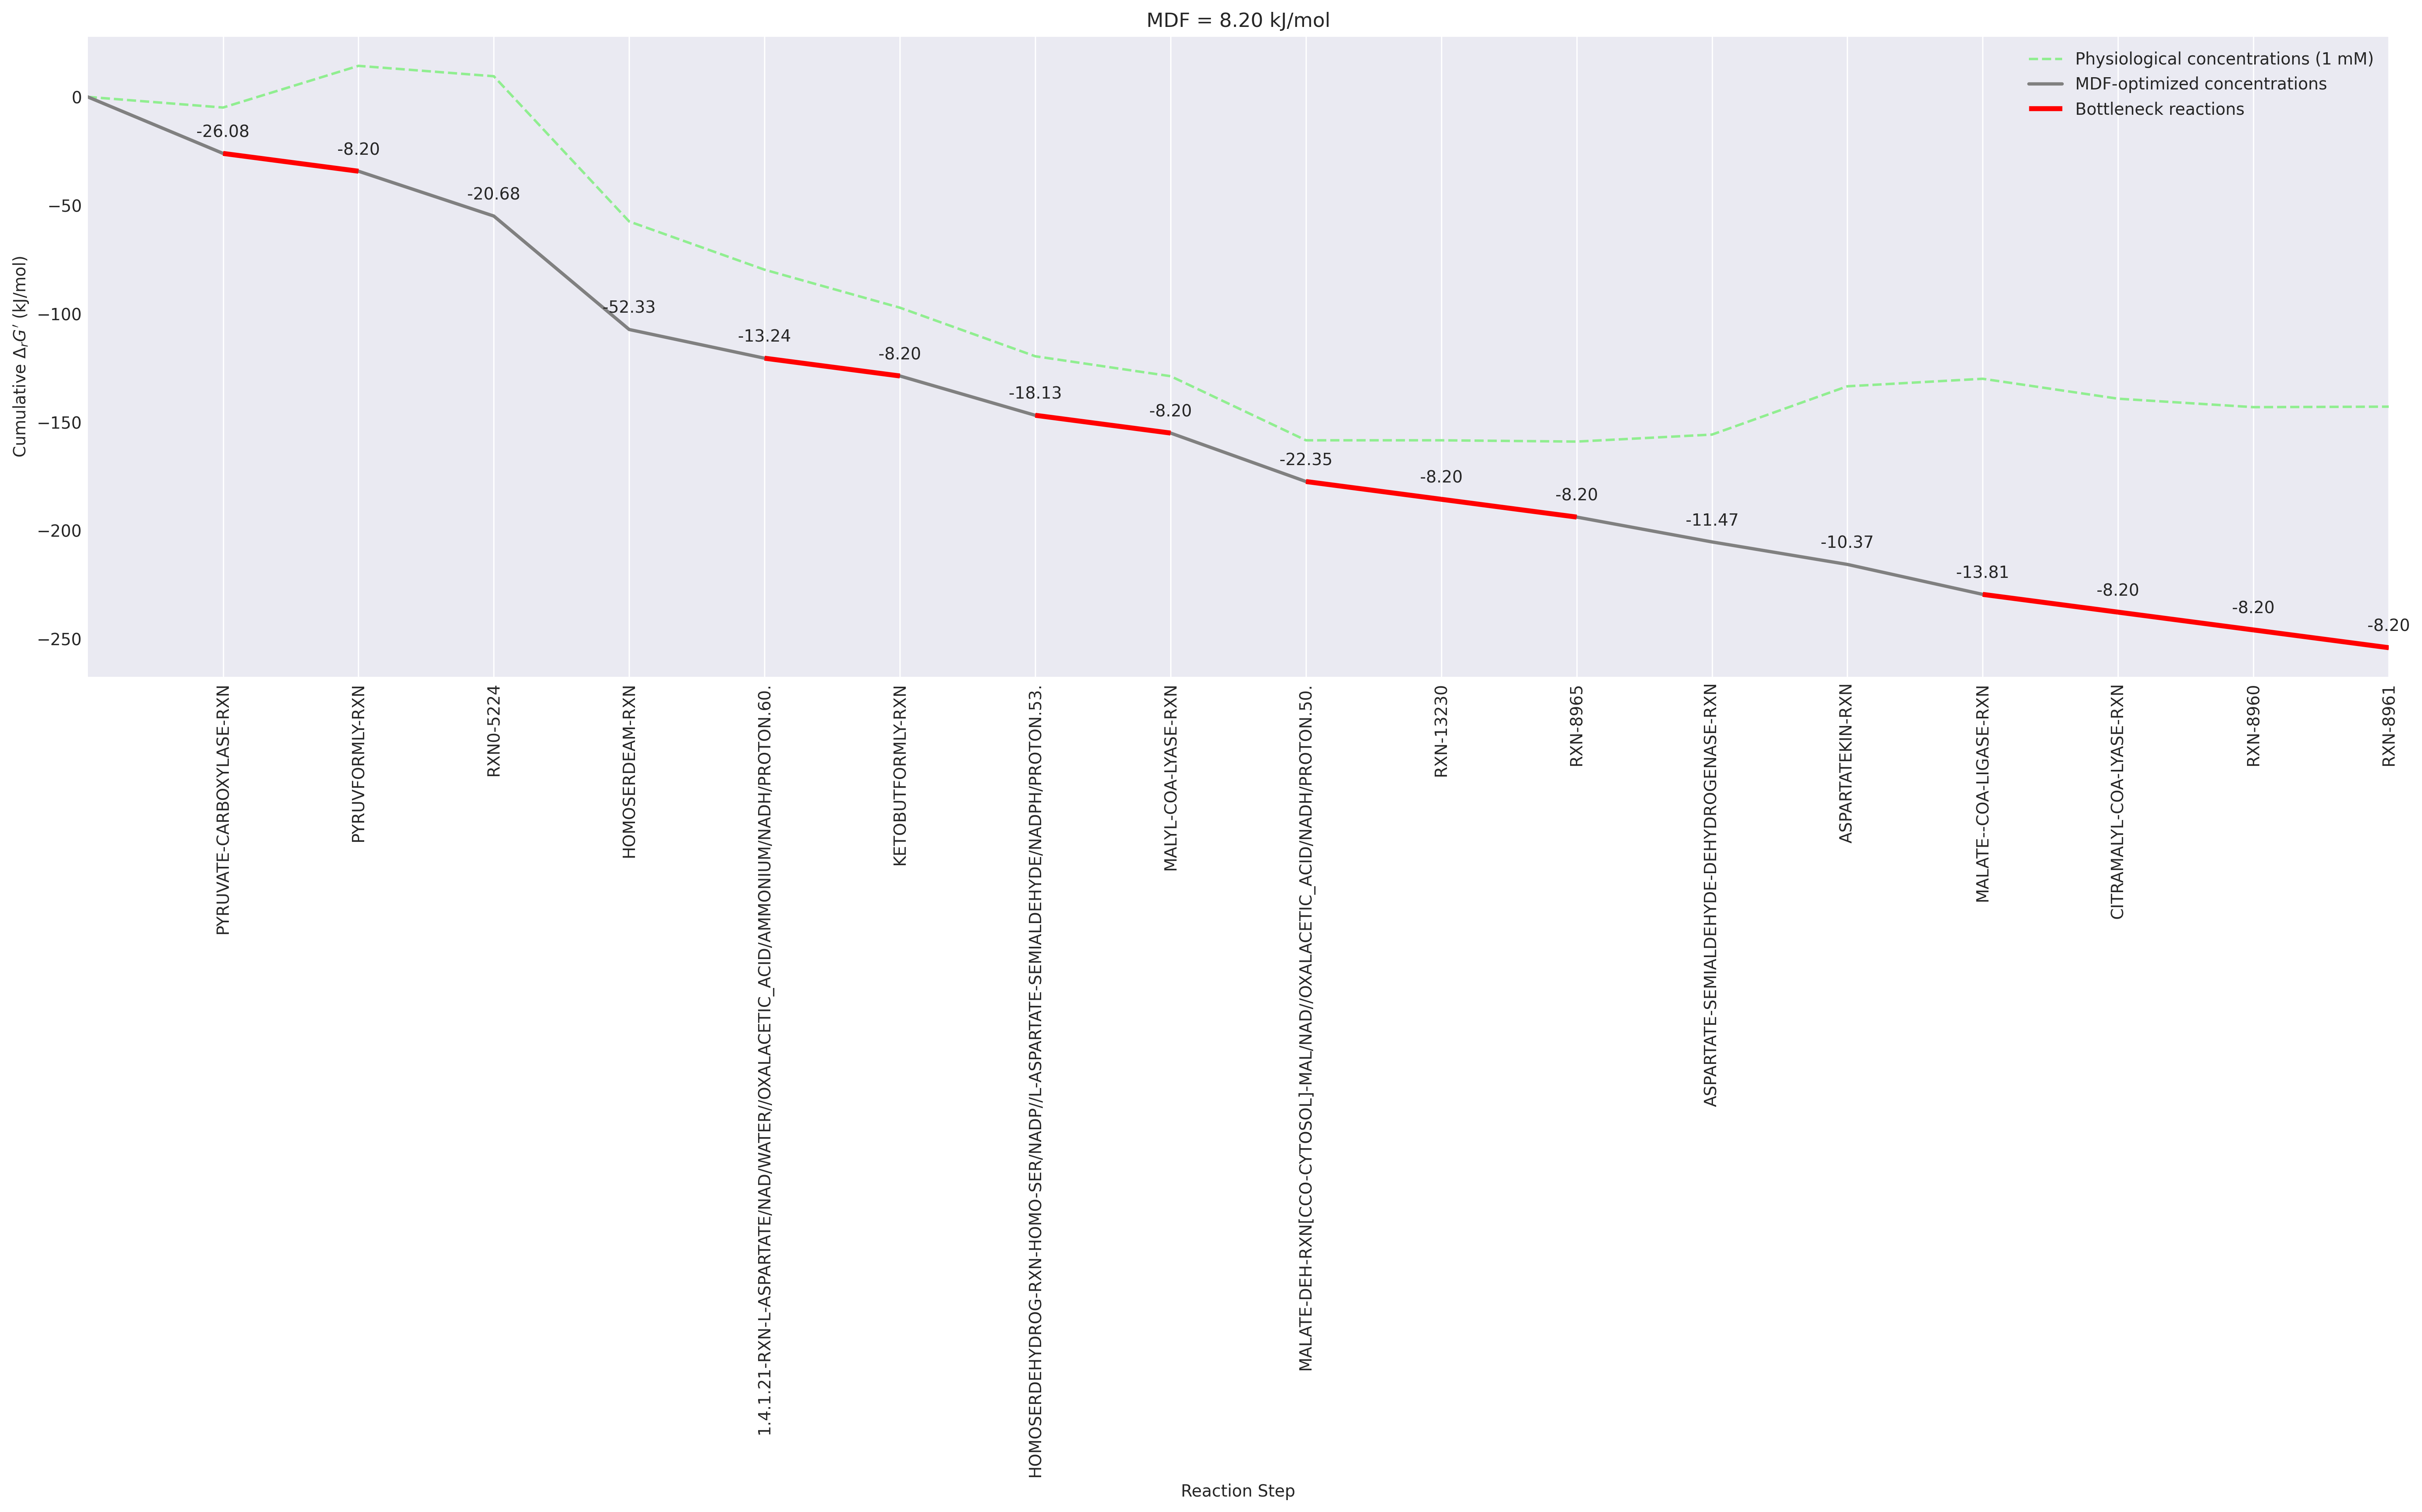 MDF = 8.20 kJ/mol
Physiological concentrations (1 mM)
MDF-optimized concentrations
Bottleneck reactions
Cumulative ΔrG′ (kJ/mol)
0
−50
−100
−150
−200
−250
-26.08
-8.20
-20.68
-52.33
-13.24
-8.20
-18.13
-8.20
-22.35
-8.20
-8.20
-11.47
-10.37
-13.81
-8.20
-8.20
-8.20
PYRUVATE-CARBOXYLASE-RXN
PYRUVFORMLY-RXN
RXN0-5224
HOMOSERDEAM-RXN
1.4.1.21-RXN-L-ASPARTATE/NAD/WATER//OXALACETIC_ACID/AMMONIUM/NADH/PROTON.60.
KETOBUTFORMLY-RXN
HOMOSERDEHYDROG-RXN-HOMO-SER/NADP//L-ASPARTATE-SEMIALDEHYDE/NADPH/PROTON.53.
MALYL-COA-LYASE-RXN
MALATE-DEH-RXN[CCO-CYTOSOL]-MAL/NAD//OXALACETIC_ACID/NADH/PROTON.50.
RXN-13230
RXN-8965
ASPARTATE-SEMIALDEHYDE-DEHYDROGENASE-RXN
ASPARTATEKIN-RXN
MALATE--COA-LIGASE-RXN
CITRAMALYL-COA-LYASE-RXN
RXN-8960
RXN-8961
Reaction Step